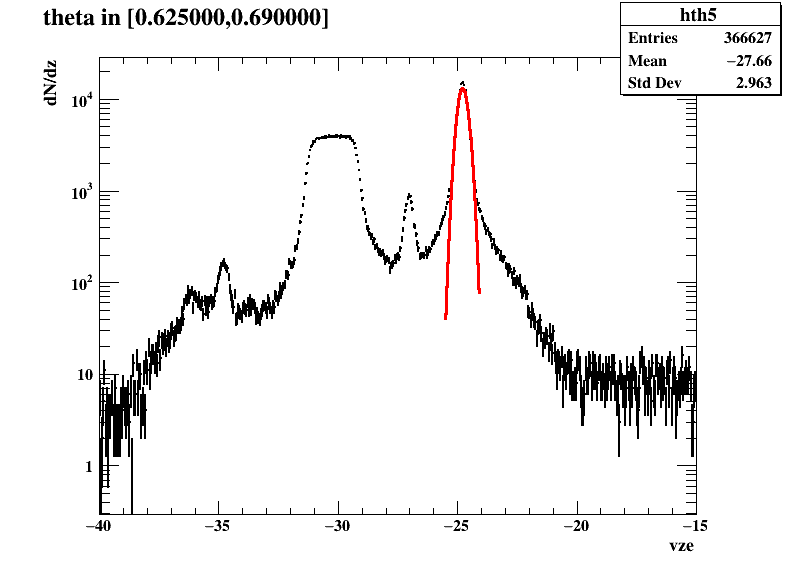 theta in [0.625000,0.690000]
hth5
Entries 366627
Mean −27.66
Std Dev 2.963
dN/dz
10^4
10^3
10^2
10
1
−40 −35 −30 −25 −20 −15
vze